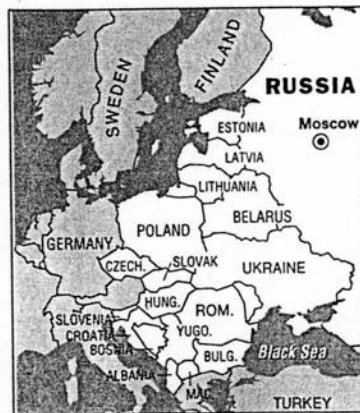 SWEDEN
FINLAND
RUSSIA
ESTONIA
Moscow
LATVIA
LITHUANIA
BELARUS
POLAND
GERMANY
CZECH.
SLOVAK
UKRAINE
HUNG.
ROM.
SLOVENIA
CROATIA
YUGO.
BOSNIA
BULG.
Black Sea
ALBANIA
MAC.
TURKEY